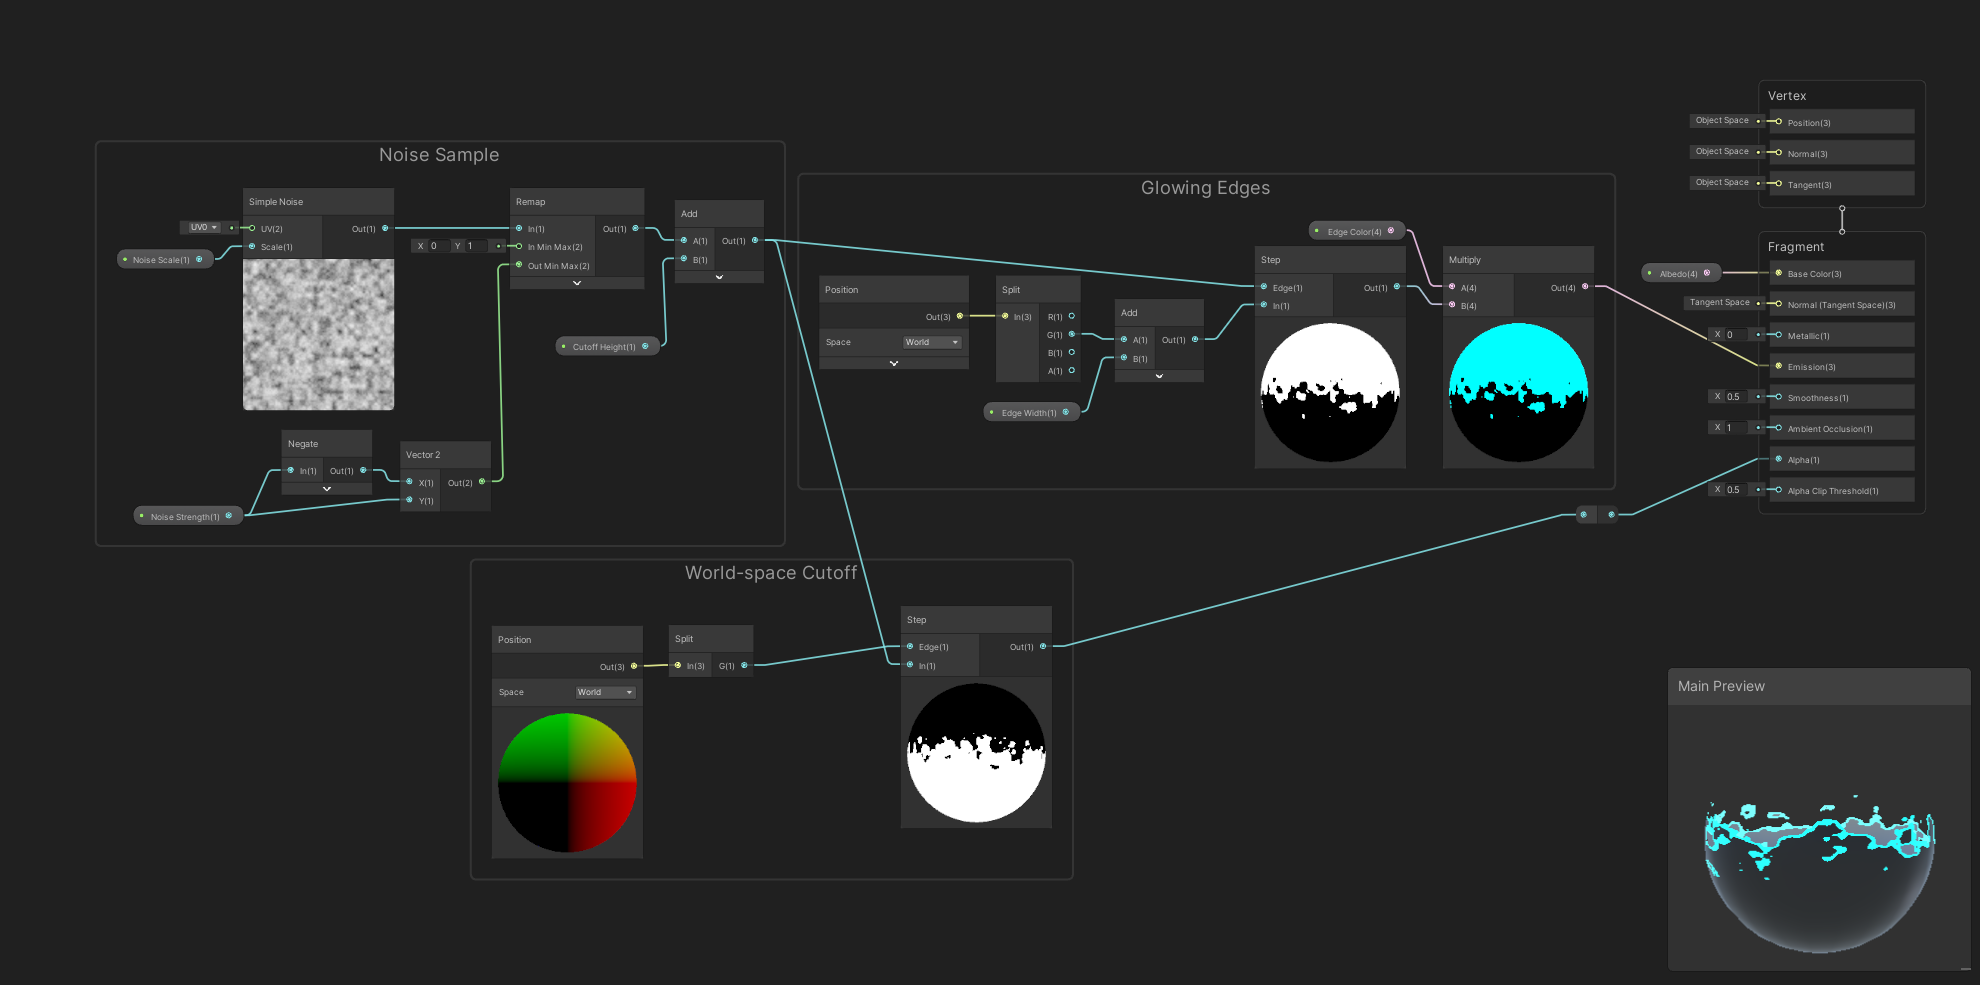 Noise Sample
Simple Noise
UV0
UV(2)
Out(1)
Noise Scale(1)
Scale(1)
Remap
In(1)
Out(1)
X 0 Y 1
In Min Max(2)
Out Min Max(2)
Add
A(1)
Out(1)
B(1)
Cutoff Height(1)
Negate
In(1)
Out(1)
Vector 2
X(1)
Out(2)
Y(1)
Noise Strength(1)
Glowing Edges
Position
Out(3)
Space
World
Split
In(3)
R(1)
G(1)
B(1)
A(1)
Add
A(1)
Out(1)
B(1)
Edge Width(1)
Edge Color(4)
Step
Edge(1)
Out(1)
In(1)
Multiply
A(4)
Out(4)
B(4)
World-space Cutoff
Position
Out(3)
Space
World
Split
In(3)
G(1)
Step
Edge(1)
Out(1)
In(1)
Vertex
Object Space
Position(3)
Object Space
Normal(3)
Object Space
Tangent(3)
Fragment
Albedo(4)
Base Color(3)
Tangent Space
Normal (Tangent Space)(3)
X 0
Metallic(1)
Emission(3)
X 0.5
Smoothness(1)
X 1
Ambient Occlusion(1)
Alpha(1)
X 0.5
Alpha Clip Threshold(1)
Main Preview